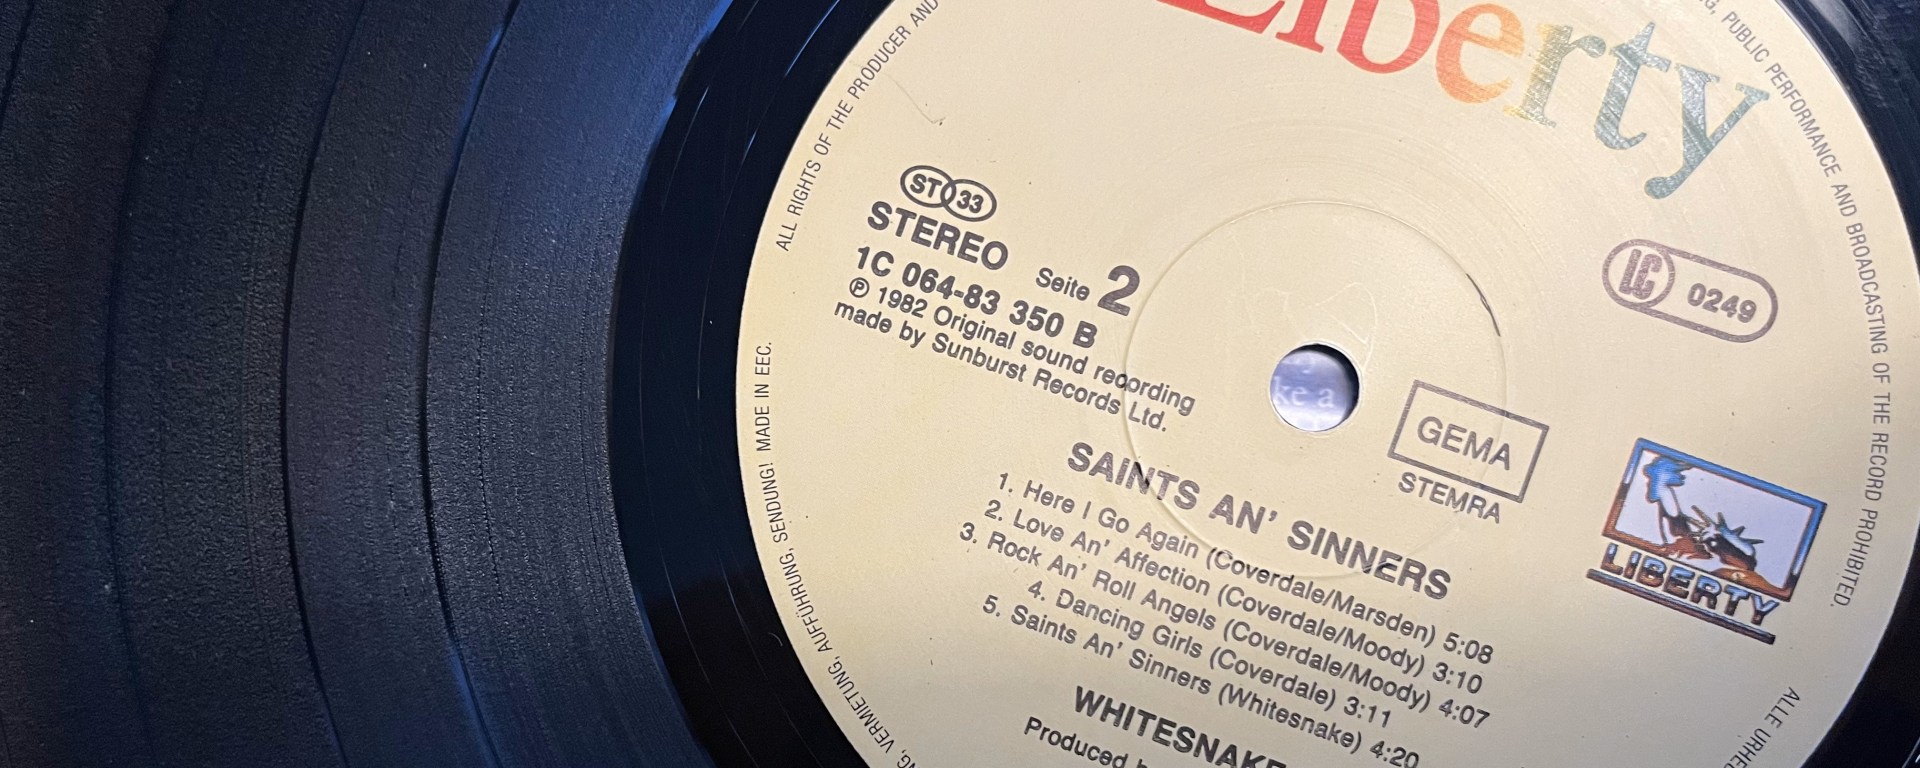 Liberty
ALL RIGHTS OF THE PRODUCER AND
PUBLIC PERFORMANCE AND BROADCASTING OF THE RECORD PROHIBITED.
ST 33
STEREO
Seite 2
1C 064-83 350 B
℗ 1982 Original sound recording
made by Sunburst Records Ltd.
LC 0249
ke a
GEMA
STEMRA
LIBERTY
SAINTS AN' SINNERS
1. Here I Go Again (Coverdale/Marsden) 5:08
2. Love An' Affection (Coverdale/Moody) 3:10
3. Rock An' Roll Angels (Coverdale/Moody) 4:07
4. Dancing Girls (Coverdale) 3:11
5. Saints An' Sinners (Whitesnake) 4:20
WHITESNAKE
Produced
VERMIETUNG, AUFFÜHRUNG, SENDUNG! MADE IN EEC.
ALLE